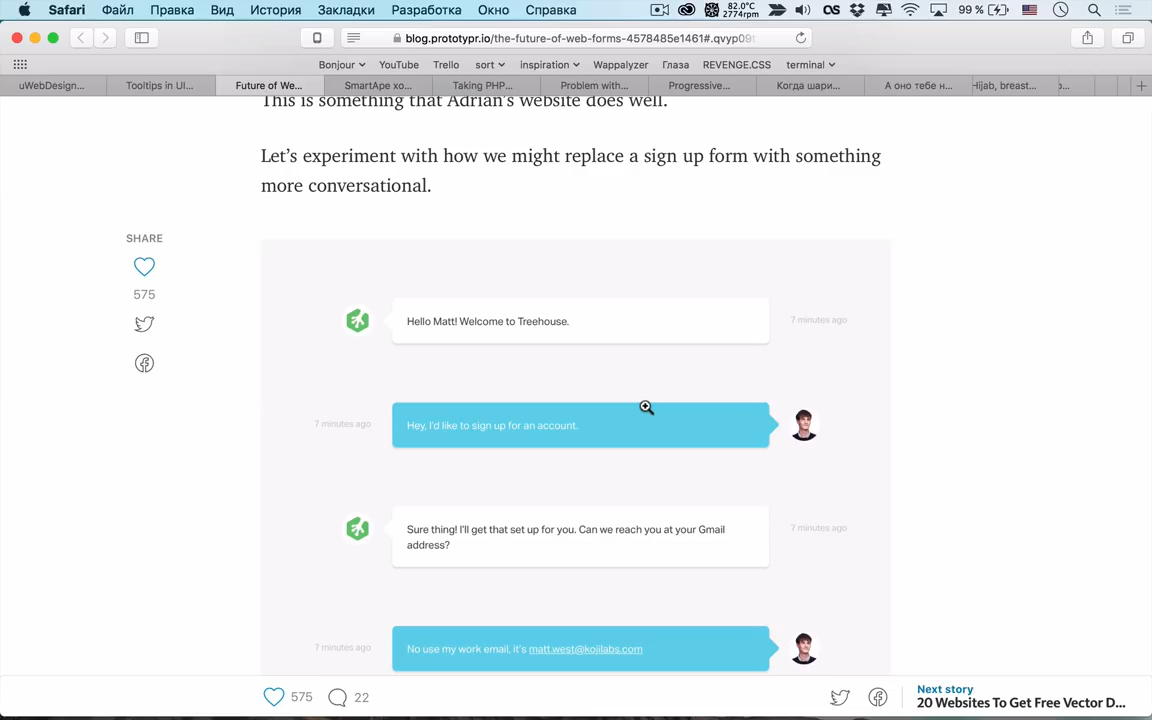 Safari Файл Правка Вид История Закладки Разработка Окно Справка 82.0°C 2774rpm 99 %
blog.prototypr.io/the-future-of-web-forms-4578485e1461#.qvyp09t
Bonjour YouTube Trello sort inspiration Wappalyzer Глаза REVENGE.CSS terminal
uWebDesign... Tooltips in UI... Future of We... SmartApe хо... Taking PHP... Problem with... Progressive... Когда шари... А оно тебе н... Hijab, breast...
This is something that Adrian's website does well.
Let's experiment with how we might replace a sign up form with something
more conversational.
SHARE
575
Hello Matt! Welcome to Treehouse.
7 minutes ago
7 minutes ago
Hey, I'd like to sign up for an account.
Sure thing! I'll get that set up for you. Can we reach you at your Gmail
address?
7 minutes ago
7 minutes ago
No use my work email, it's matt.west@kojilabs.com
575 22
Next story
20 Websites To Get Free Vector D...